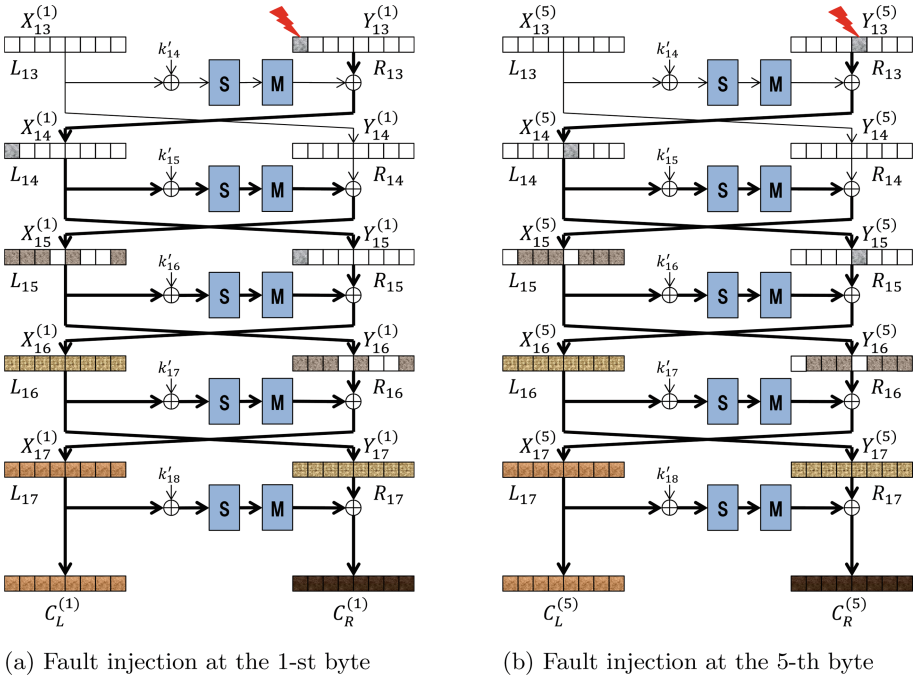 X_{13}^{(1)} Y_{13}^{(1)}
L_{13} k'_{14} S M R_{13}
X_{14}^{(1)} Y_{14}^{(1)}
L_{14} k'_{15} S M R_{14}
X_{15}^{(1)} Y_{15}^{(1)}
L_{15} k'_{16} S M R_{15}
X_{16}^{(1)} Y_{16}^{(1)}
L_{16} k'_{17} S M R_{16}
X_{17}^{(1)} Y_{17}^{(1)}
L_{17} k'_{18} S M R_{17}
C_L^{(1)} C_R^{(1)}
(a) Fault injection at the 1-st byte
X_{13}^{(5)} Y_{13}^{(5)}
L_{13} k'_{14} S M R_{13}
X_{14}^{(5)} Y_{14}^{(5)}
L_{14} k'_{15} S M R_{14}
X_{15}^{(5)} Y_{15}^{(5)}
L_{15} k'_{16} S M R_{15}
X_{16}^{(5)} Y_{16}^{(5)}
L_{16} k'_{17} S M R_{16}
X_{17}^{(5)} Y_{17}^{(5)}
L_{17} k'_{18} S M R_{17}
C_L^{(5)} C_R^{(5)}
(b) Fault injection at the 5-th byte